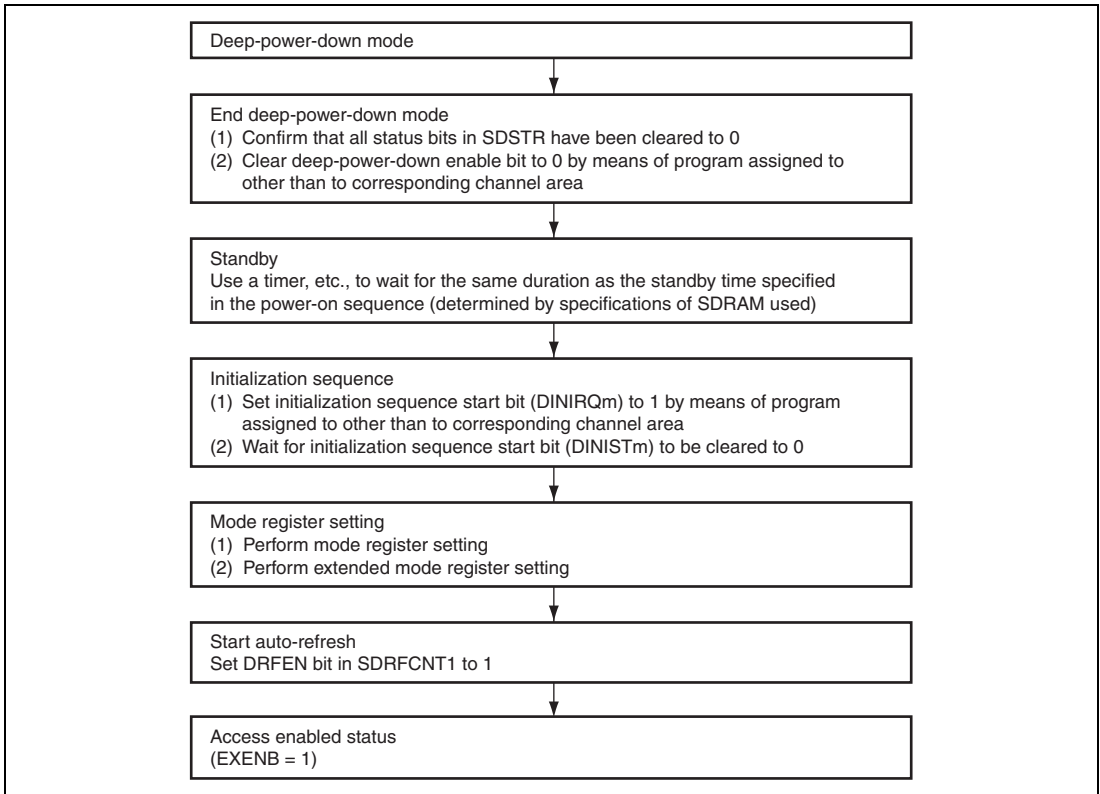 Deep-power-down mode
End deep-power-down mode
(1) Confirm that all status bits in SDSTR have been cleared to 0
(2) Clear deep-power-down enable bit to 0 by means of program assigned to
other than to corresponding channel area
Standby
Use a timer, etc., to wait for the same duration as the standby time specified
in the power-on sequence (determined by specifications of SDRAM used)
Initialization sequence
(1) Set initialization sequence start bit (DINIRQm) to 1 by means of program
assigned to other than to corresponding channel area
(2) Wait for initialization sequence start bit (DINISTm) to be cleared to 0
Mode register setting
(1) Perform mode register setting
(2) Perform extended mode register setting
Start auto-refresh
Set DRFEN bit in SDRFCNT1 to 1
Access enabled status
(EXENB = 1)